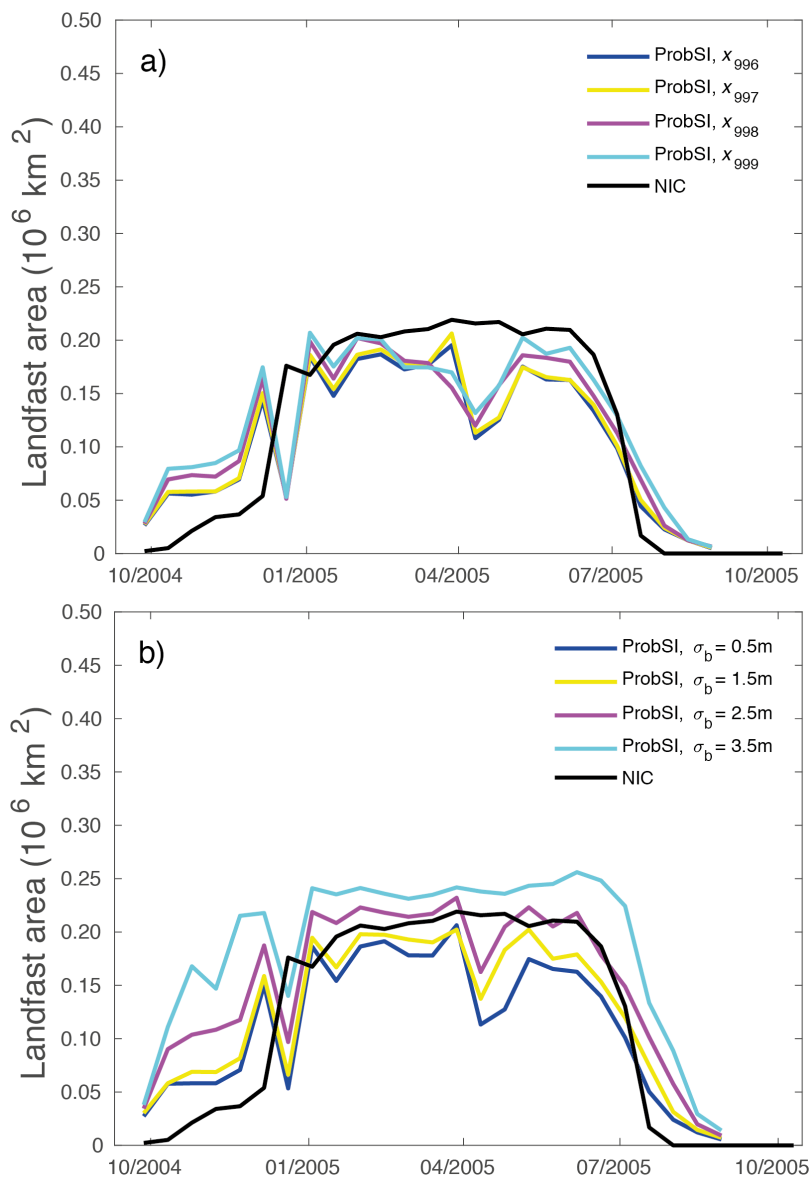 0.50
0.45
0.40
0.35
0.30
0.25
0.20
0.15
0.10
0.05
0
Landfast area (10⁶ km²)
a)
ProbSI, x₉₉₆
ProbSI, x₉₉₇
ProbSI, x₉₉₈
ProbSI, x₉₉₉
NIC
10/2004 01/2005 04/2005 07/2005 10/2005
0.50
0.45
0.40
0.35
0.30
0.25
0.20
0.15
0.10
0.05
0
Landfast area (10⁶ km²)
b)
ProbSI, σ_b = 0.5m
ProbSI, σ_b = 1.5m
ProbSI, σ_b = 2.5m
ProbSI, σ_b = 3.5m
NIC
10/2004 01/2005 04/2005 07/2005 10/2005